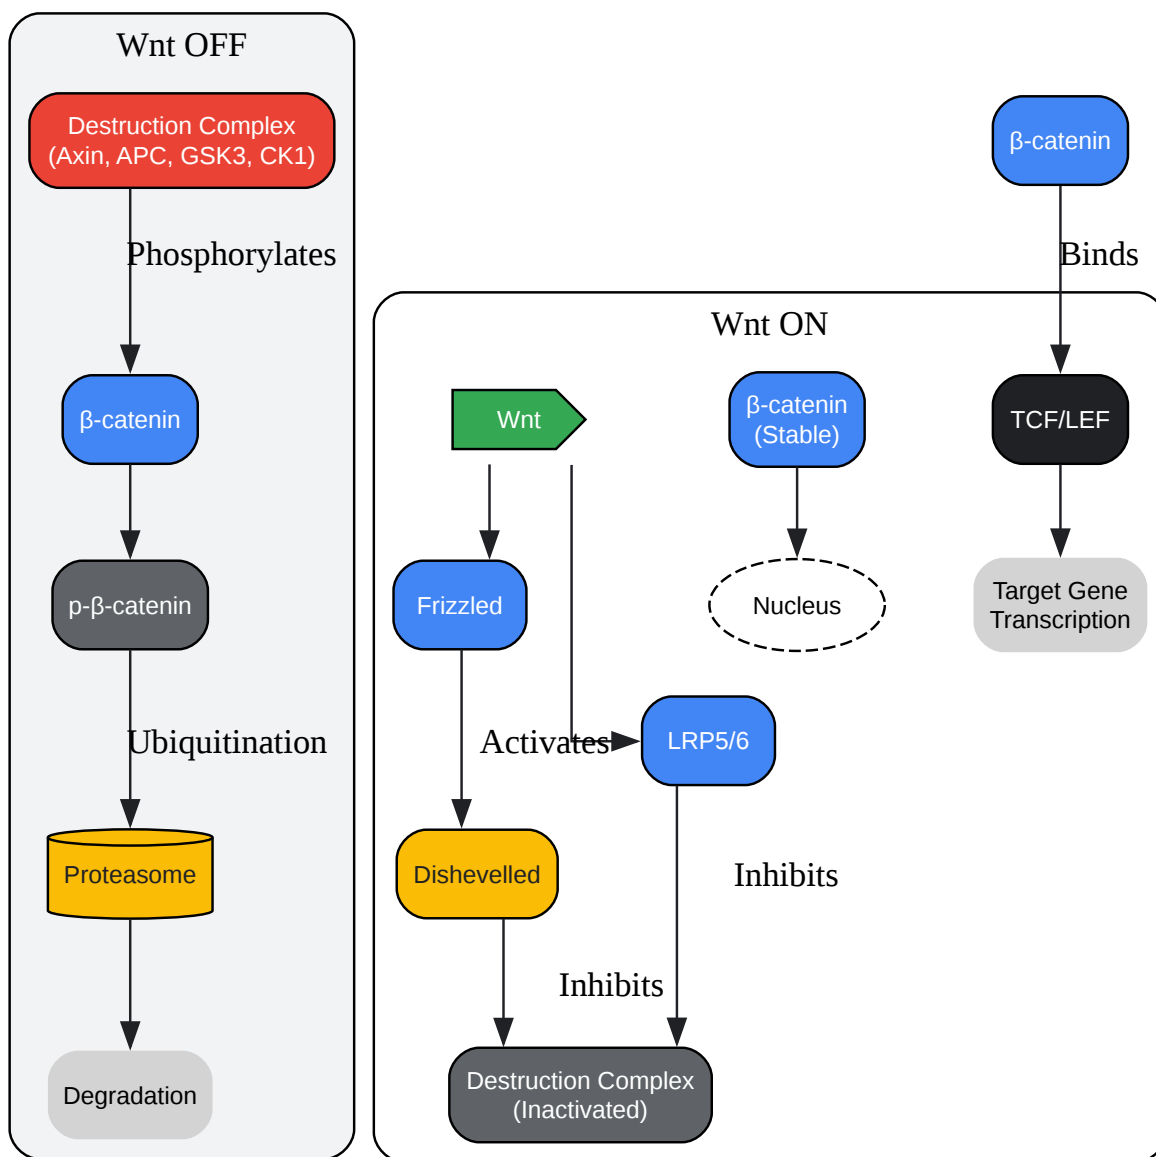 Wnt OFF
Destruction Complex
(Axin, APC, GSK3, CK1)
Phosphorylates
β-catenin
p-β-catenin
Ubiquitination
Proteasome
Degradation
β-catenin
Binds
Wnt ON
Wnt
β-catenin
(Stable)
TCF/LEF
Frizzled
Nucleus
Target Gene
Transcription
Activates
LRP5/6
Dishevelled
Inhibits
Inhibits
Destruction Complex
(Inactivated)